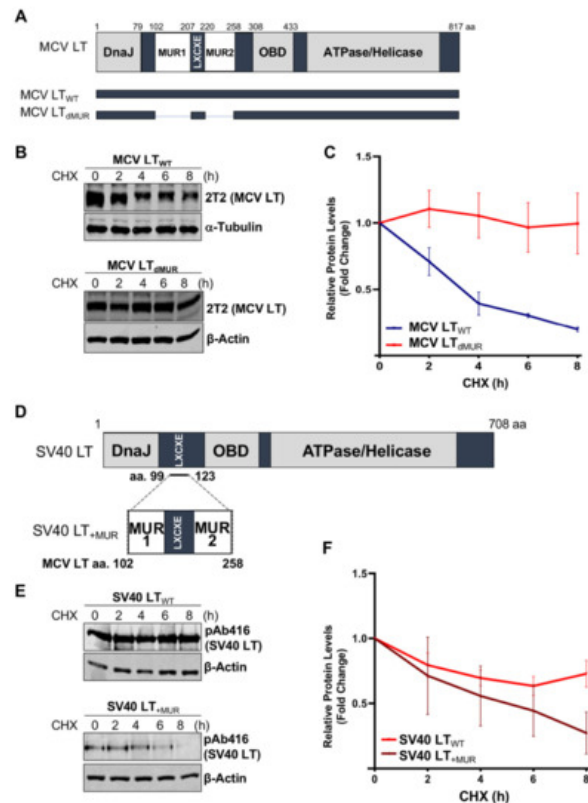 A
1 79 102 207 220 258 308 433 817 aa
MCV LT
DnaJ MUR1 LXCXE MUR2 OBD ATPase/Helicase
MCV LTWT
MCV LTdMUR
B
MCV LTWT
CHX 0 2 4 6 8 (h)
2T2 (MCV LT)
α-Tubulin
MCV LTdMUR
CHX 0 2 4 6 8 (h)
2T2 (MCV LT)
β-Actin
C
Relative Protein Levels
(Fold Change)
1.5
1.0
0.5
MCV LTWT
MCV LTdMUR
0 2 4 6 8
CHX (h)
D
1 708 aa
SV40 LT
DnaJ LXCXE OBD ATPase/Helicase
aa. 99 123
SV40 LT+MUR
MUR 1 LXCXE MUR 2
MCV LT aa. 102 258
E
SV40 LTWT
CHX 0 2 4 6 8 (h)
pAb416
(SV40 LT)
β-Actin
SV40 LT+MUR
CHX 0 2 4 6 8 (h)
pAb416
(SV40 LT)
β-Actin
F
Relative Protein Levels
(Fold Change)
1.5
1.0
0.5
SV40 LTWT
SV40 LT+MUR
0 2 4 6 8
CHX (h)